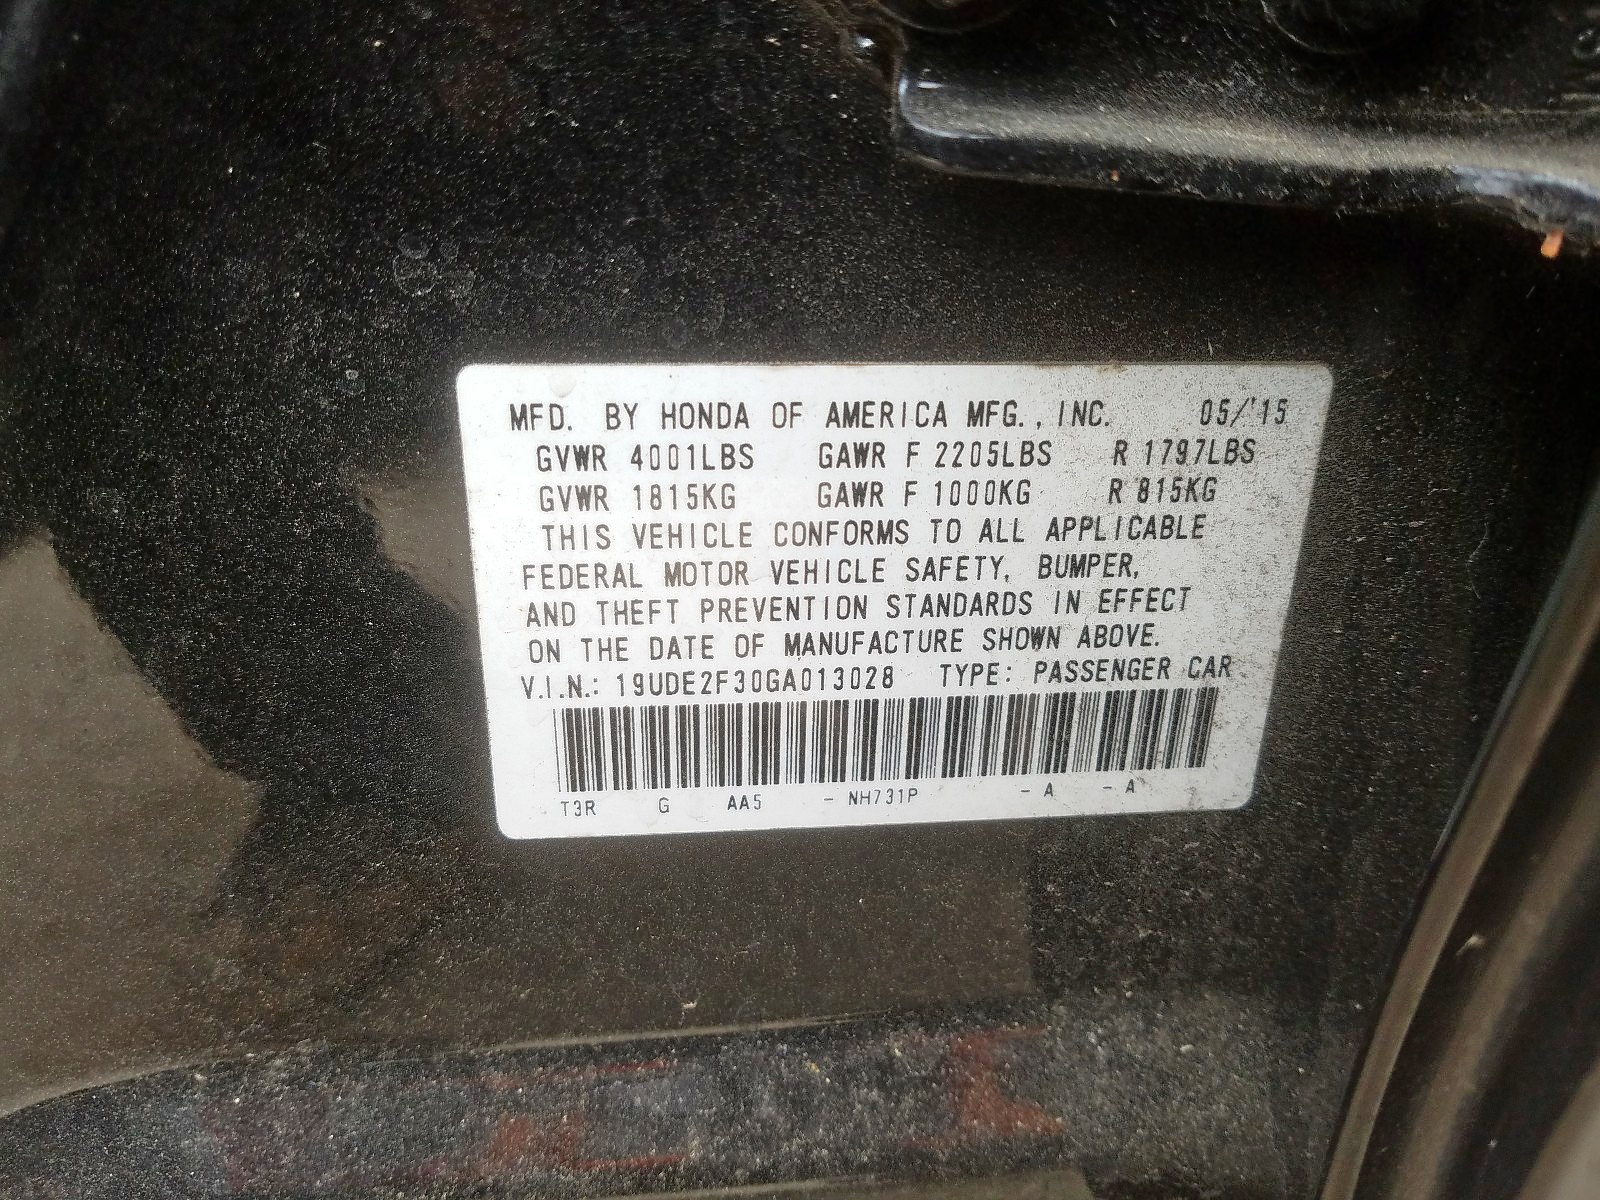 MFD. BY HONDA OF AMERICA MFG., INC. 05/'15
GVWR 4001LBS GAWR F 2205LBS R 1797LBS
GVWR 1815KG GAWR F 1000KG R 815KG
THIS VEHICLE CONFORMS TO ALL APPLICABLE
FEDERAL MOTOR VEHICLE SAFETY, BUMPER,
AND THEFT PREVENTION STANDARDS IN EFFECT
ON THE DATE OF MANUFACTURE SHOWN ABOVE.
V.I.N.: 19UDE2F30GA013028 TYPE: PASSENGER CAR
T3R G AA5 - NH731P - A - A